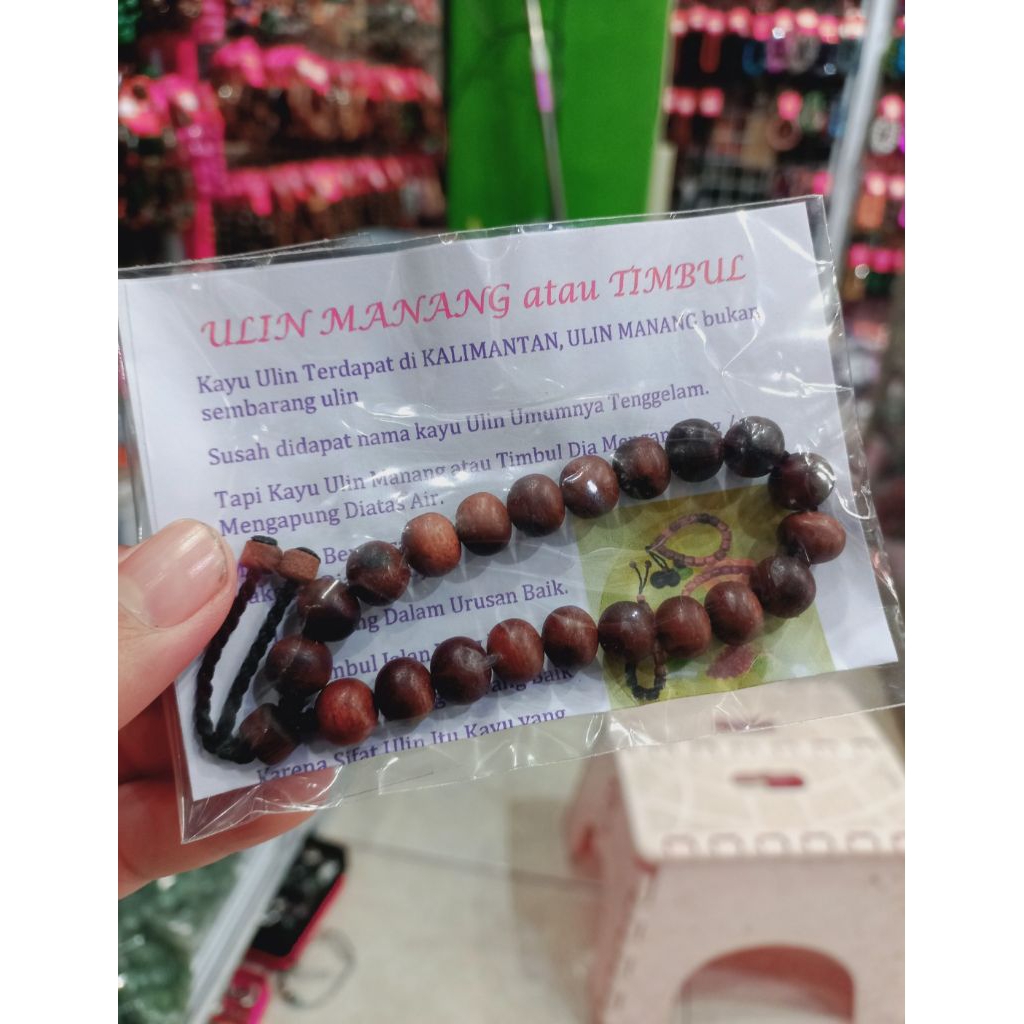 ULIN MANANG atau TIMBUL
Kayu Ulin Terdapat di KALIMANTAN, ULIN MANANG bukan
sembarang ulin
Susah didapat nama kayu Ulin Umumnya Tenggelam.
Tapi Kayu Ulin Manang atau Timbul Dia
Mengapung Diatas Air.
Dalam Urusan Baik.
Jalan
Baik
Karena Sifat Ulin Itu Kayu yang